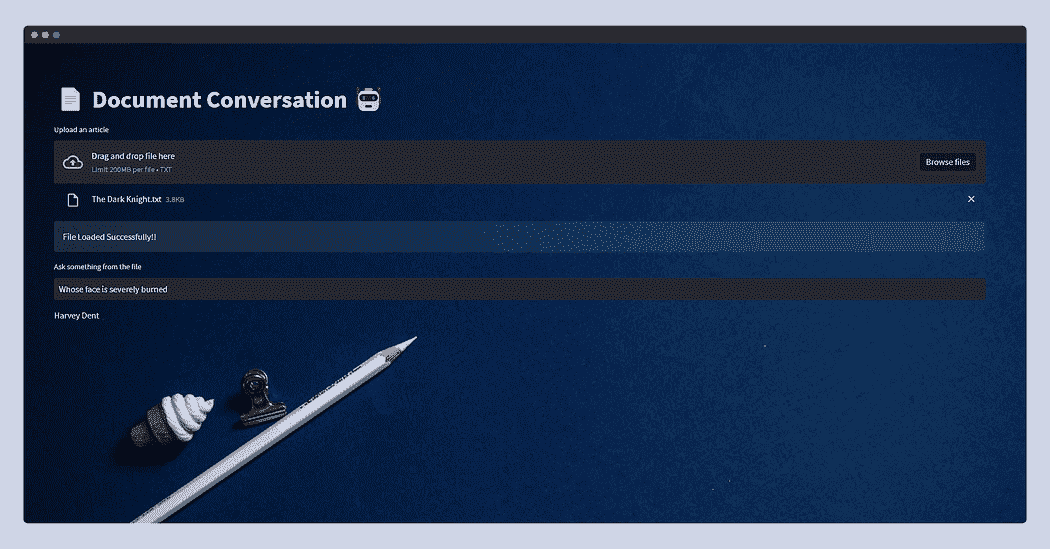 Document Conversation
Upload an article
Drag and drop file here
Limit 200MB per file • TXT
Browse files
The Dark Knight.txt 3.8KB
File Loaded Successfully!!
Ask something from the file
Whose face is severely burned
Harvey Dent